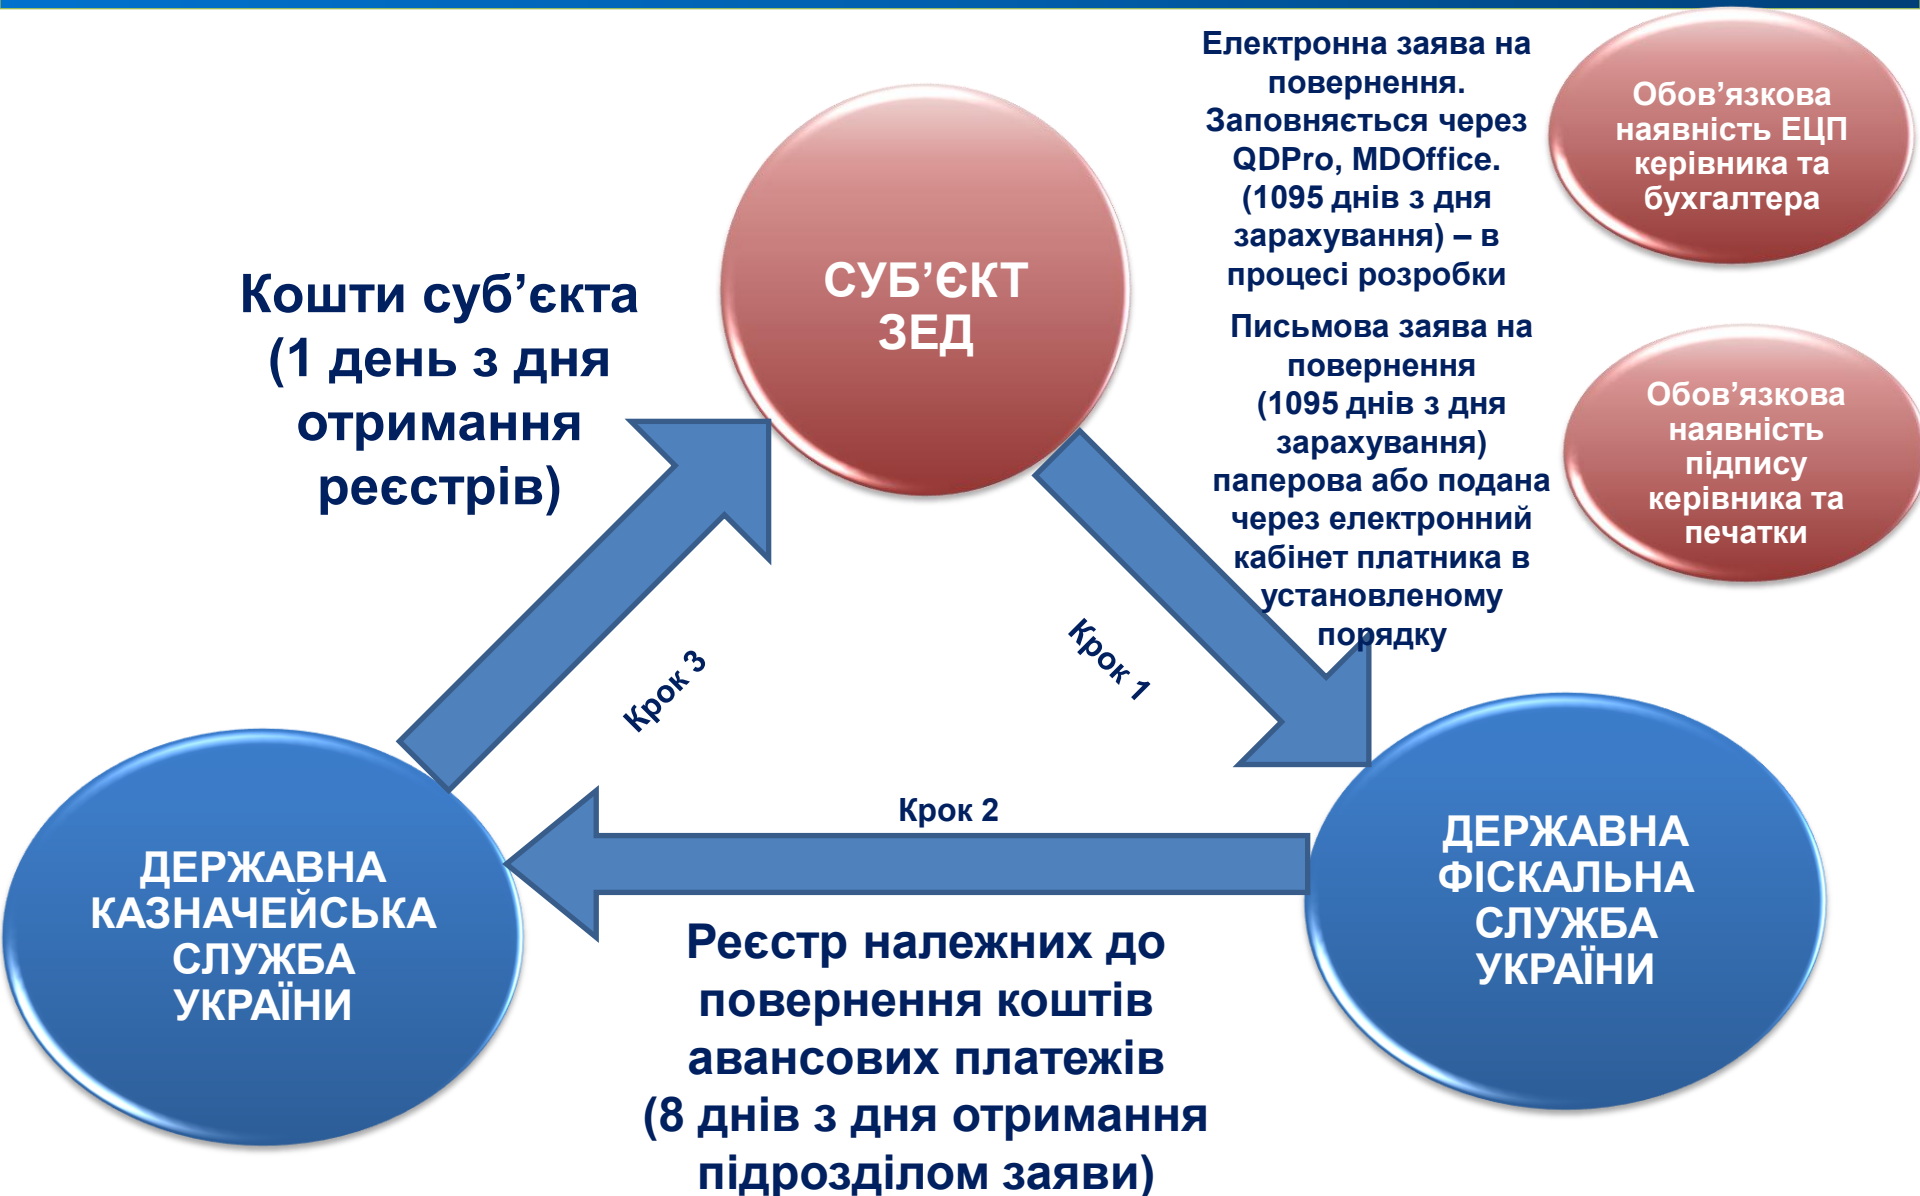 Електронна заява на
повернення.
Заповняється через
QDPro, MDOffice.
(1095 днів з дня
зарахування) – в
процесі розробки
Обов’язкова
наявність ЕЦП
керівника та
бухгалтера
СУБ’ЄКТ
ЗЕД
Кошти суб’єкта
(1 день з дня
отримання
реєстрів)
Письмова заява на
повернення
(1095 днів з дня
зарахування)
паперова або подана
через електронний
кабінет платника в
установленому
порядку
Обов’язкова
наявність
підпису
керівника та
печатки
Крок 3
Крок 1
Крок 2
ДЕРЖАВНА
КАЗНАЧЕЙСЬКА
СЛУЖБА
УКРАЇНИ
ДЕРЖАВНА
ФІСКАЛЬНА
СЛУЖБА
УКРАЇНИ
Реєстр належних до
повернення коштів
авансових платежів
(8 днів з дня отримання
підрозділом заяви)